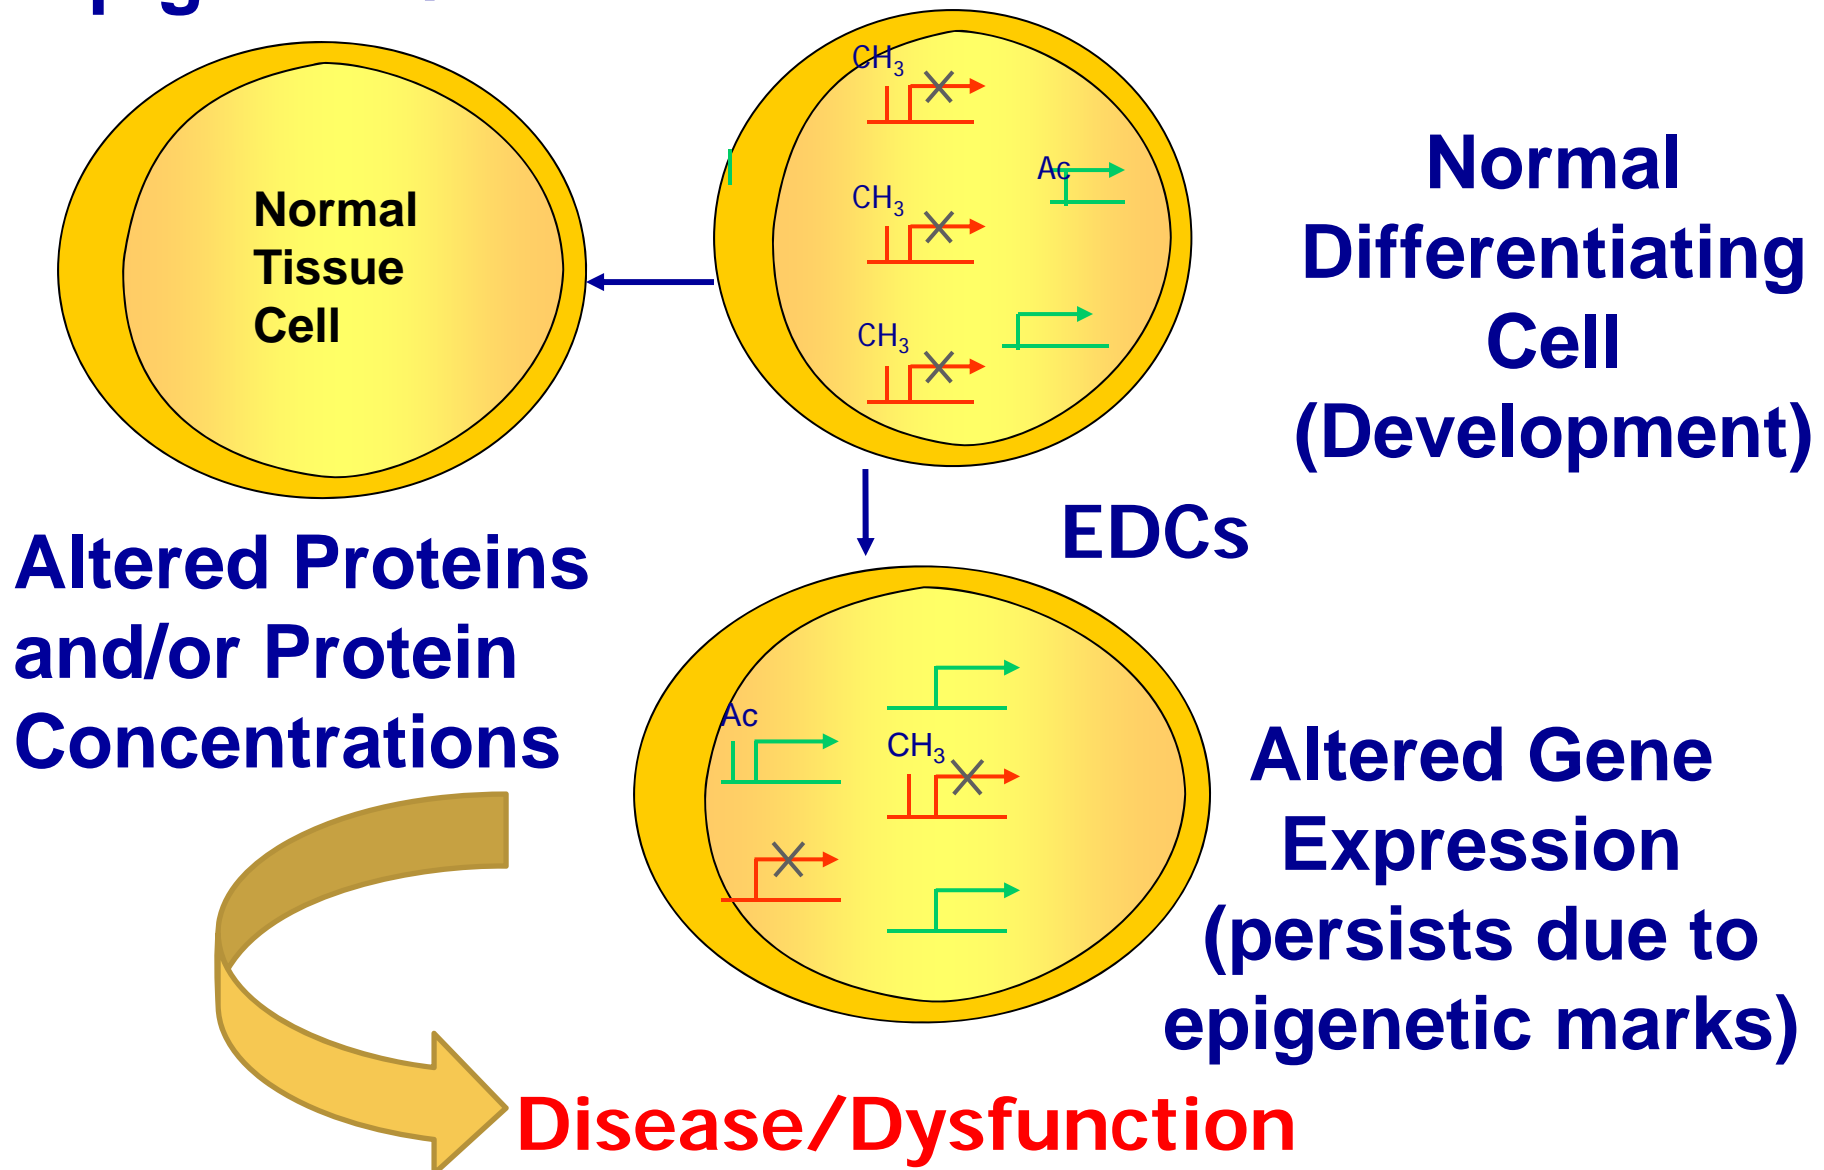 CH₃
Ac
CH₃
CH₃
Normal
Tissue
Cell
Normal
Differentiating
Cell
(Development)
EDCs
Altered Proteins
and/or Protein
Concentrations
Ac
CH₃
Altered Gene
Expression
(persists due to
epigenetic marks)
Disease/Dysfunction